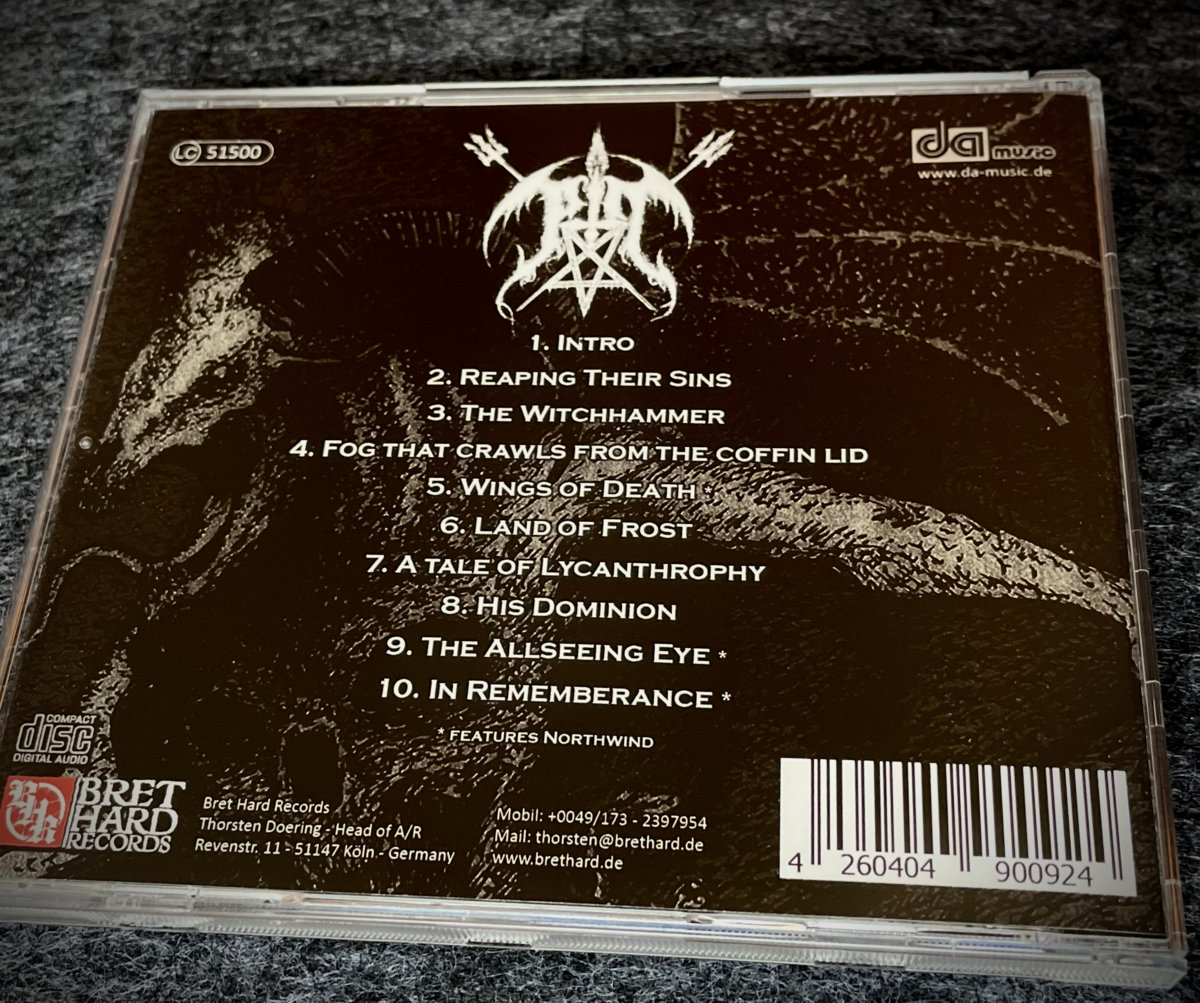 LC 51500
da music
www.da-music.de
1. Intro
2. Reaping Their Sins
3. The Witchhammer
4. Fog that crawls from the coffin lid
5. Wings of Death *
6. Land of Frost
7. A tale of Lycanthrophy
8. His Dominion
9. The Allseeing Eye *
10. In Rememberance *
* features Northwind
COMPACT
disc
DIGITAL AUDIO
BHR
BRET
HARD
RECORDS
Bret Hard Records
Thorsten Doering - Head of A/R
Revenstr. 11 - 51147 Köln - Germany
Mobil: +0049/173 - 2397954
Mail: thorsten@brethard.de
www.brethard.de
4 260404 900924